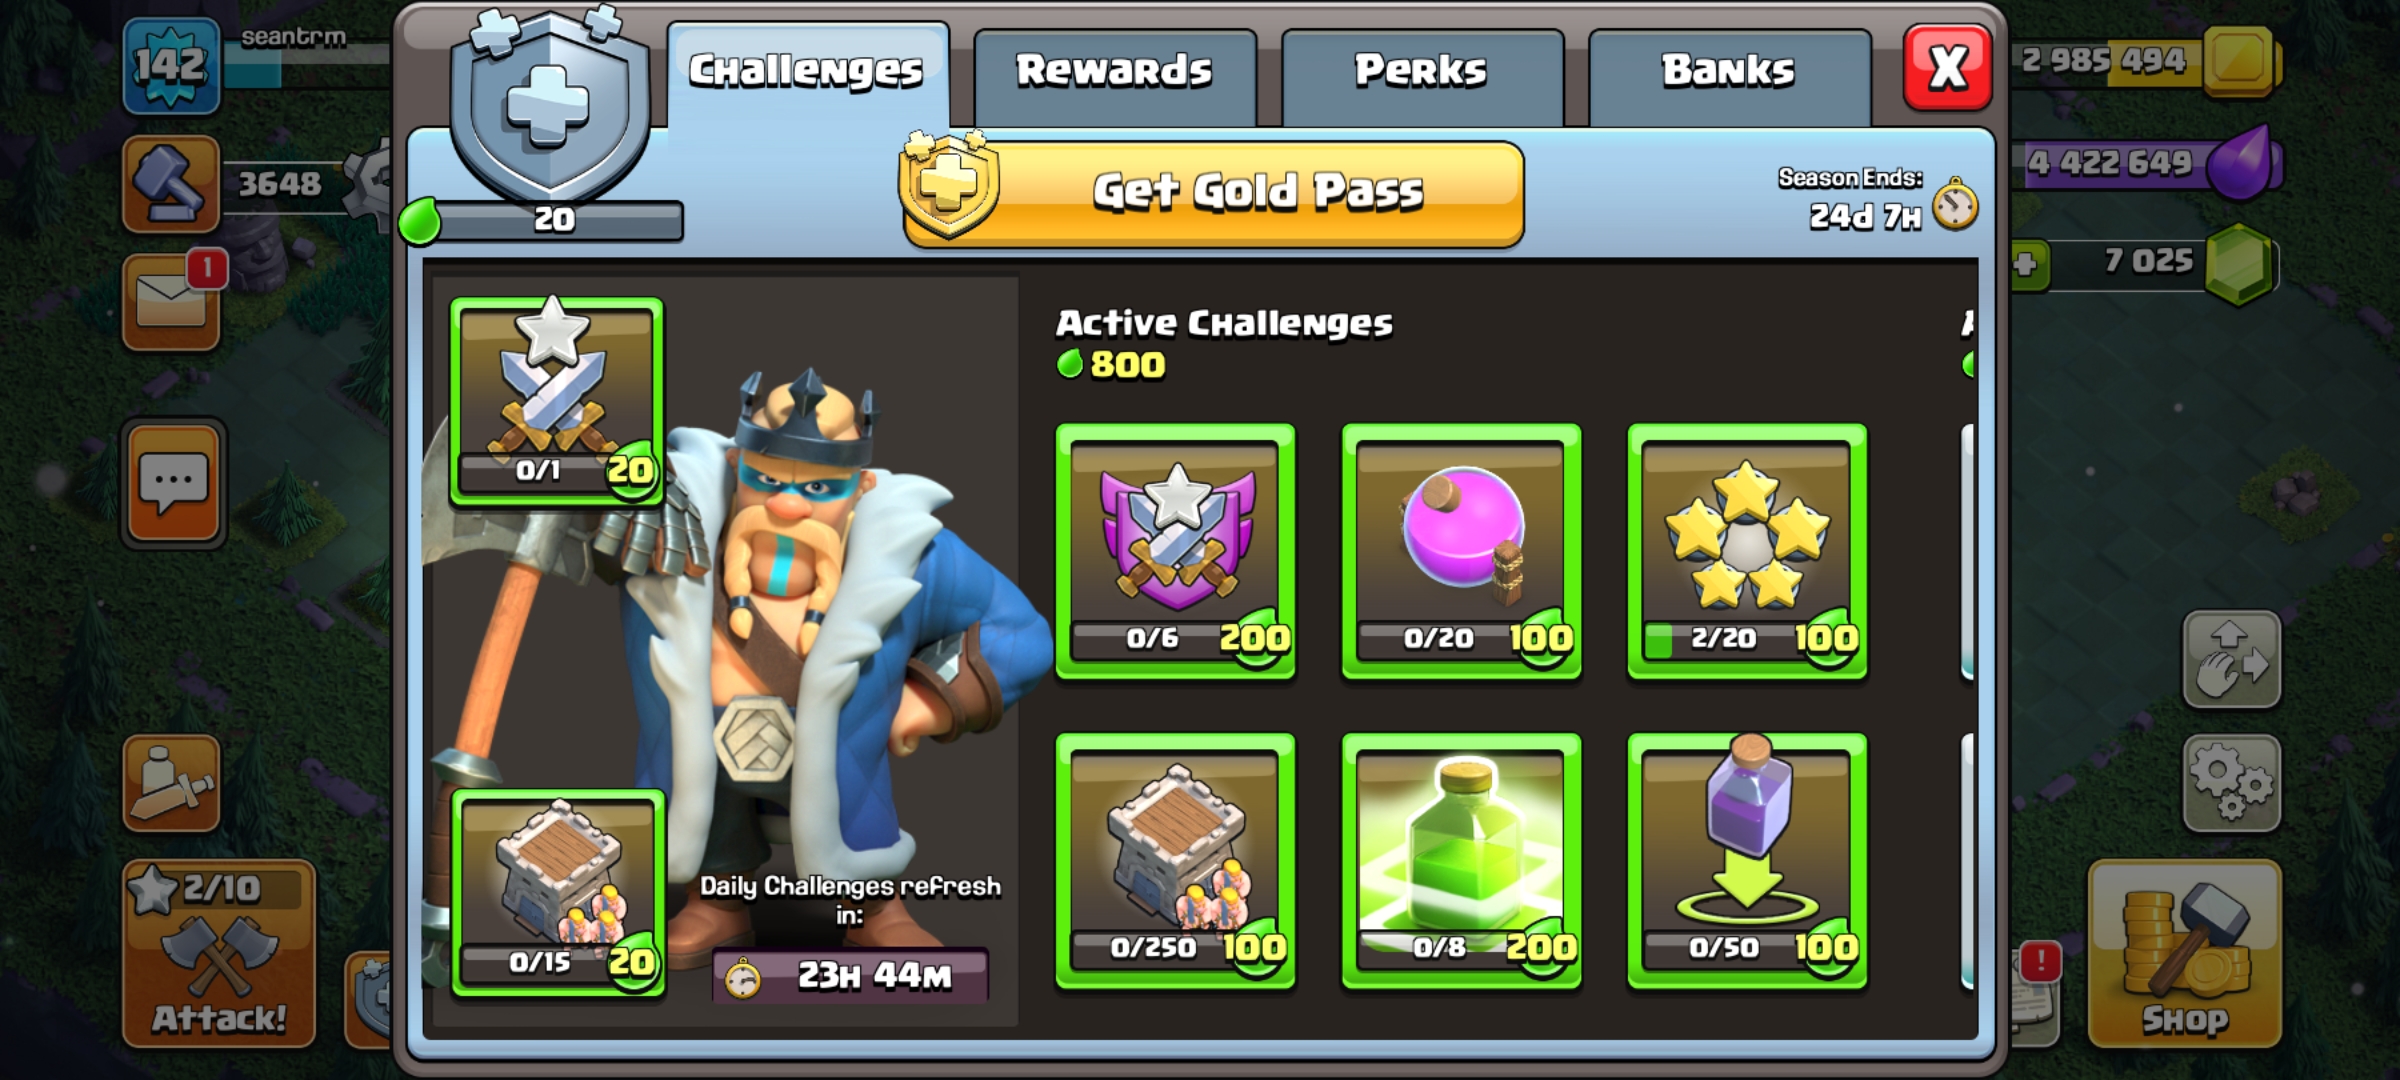 142
seantrm
Challenges
Rewards
Perks
Banks
X
2 985 494
3648
20
Get Gold Pass
Season Ends:
24d 7H
4 422 649
1
7 025
Active Challenges
800
0/1
20
0/6
200
0/20
100
2/20
100
0/15
20
Daily Challenges refresh
in:
23H 44M
0/250
100
0/8
200
0/50
100
2/10
Attack!
!
Shop